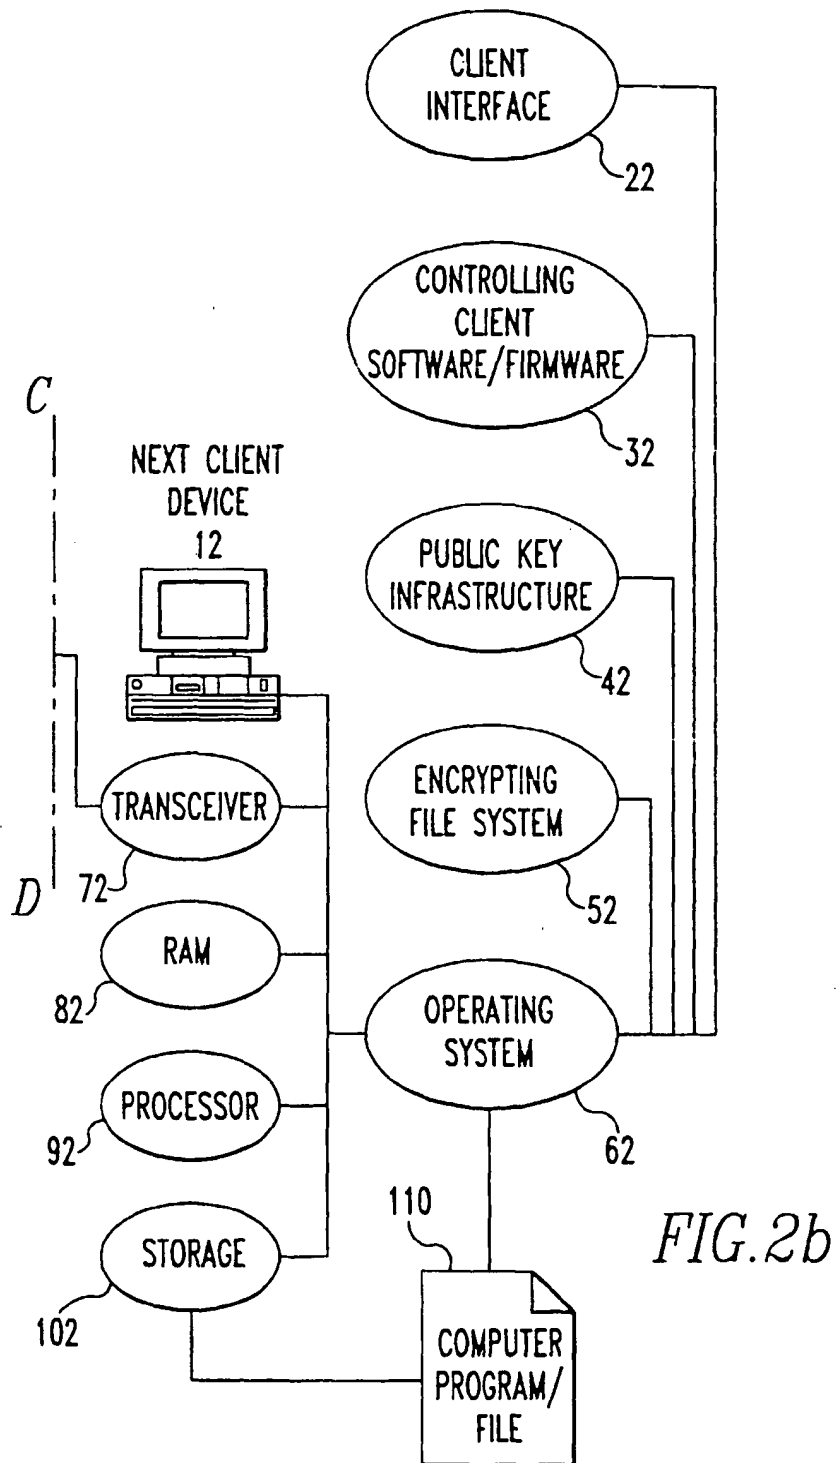 CLIENT
INTERFACE
22
CONTROLLING
CLIENT
SOFTWARE/FIRMWARE
32
C
NEXT CLIENT
DEVICE
12
PUBLIC KEY
INFRASTRUCTURE
42
TRANSCEIVER
72
D
ENCRYPTING
FILE SYSTEM
52
RAM
82
OPERATING
SYSTEM
62
PROCESSOR
92
STORAGE
102
110
COMPUTER
PROGRAM/
FILE
FIG.2b